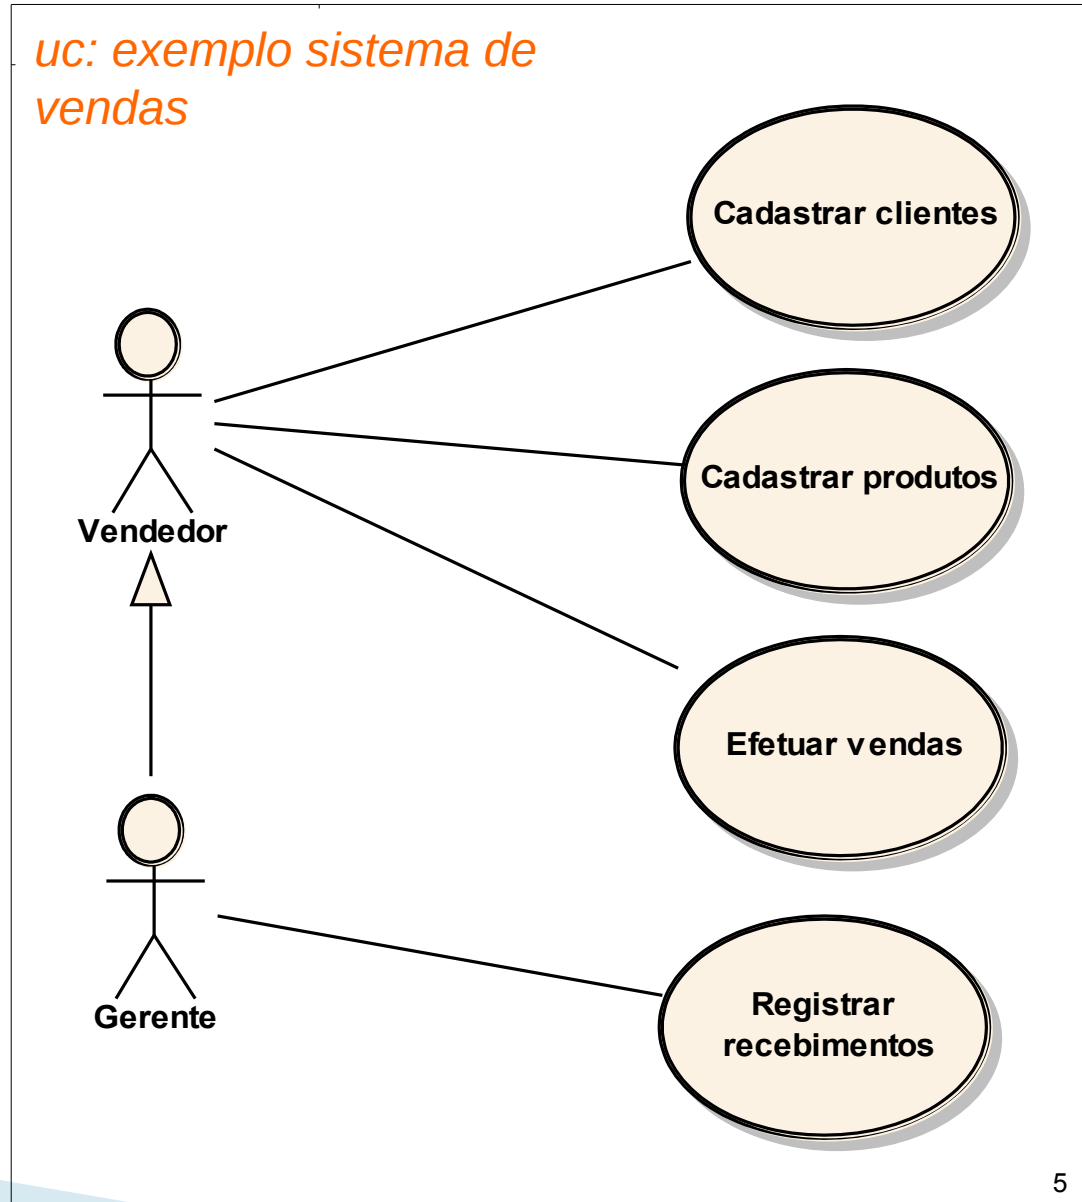 uc: exemplo sistema de
vendas
Cadastrar clientes
Cadastrar produtos
Vendedor
Efetuar vendas
Gerente
Registrar
recebimentos
5